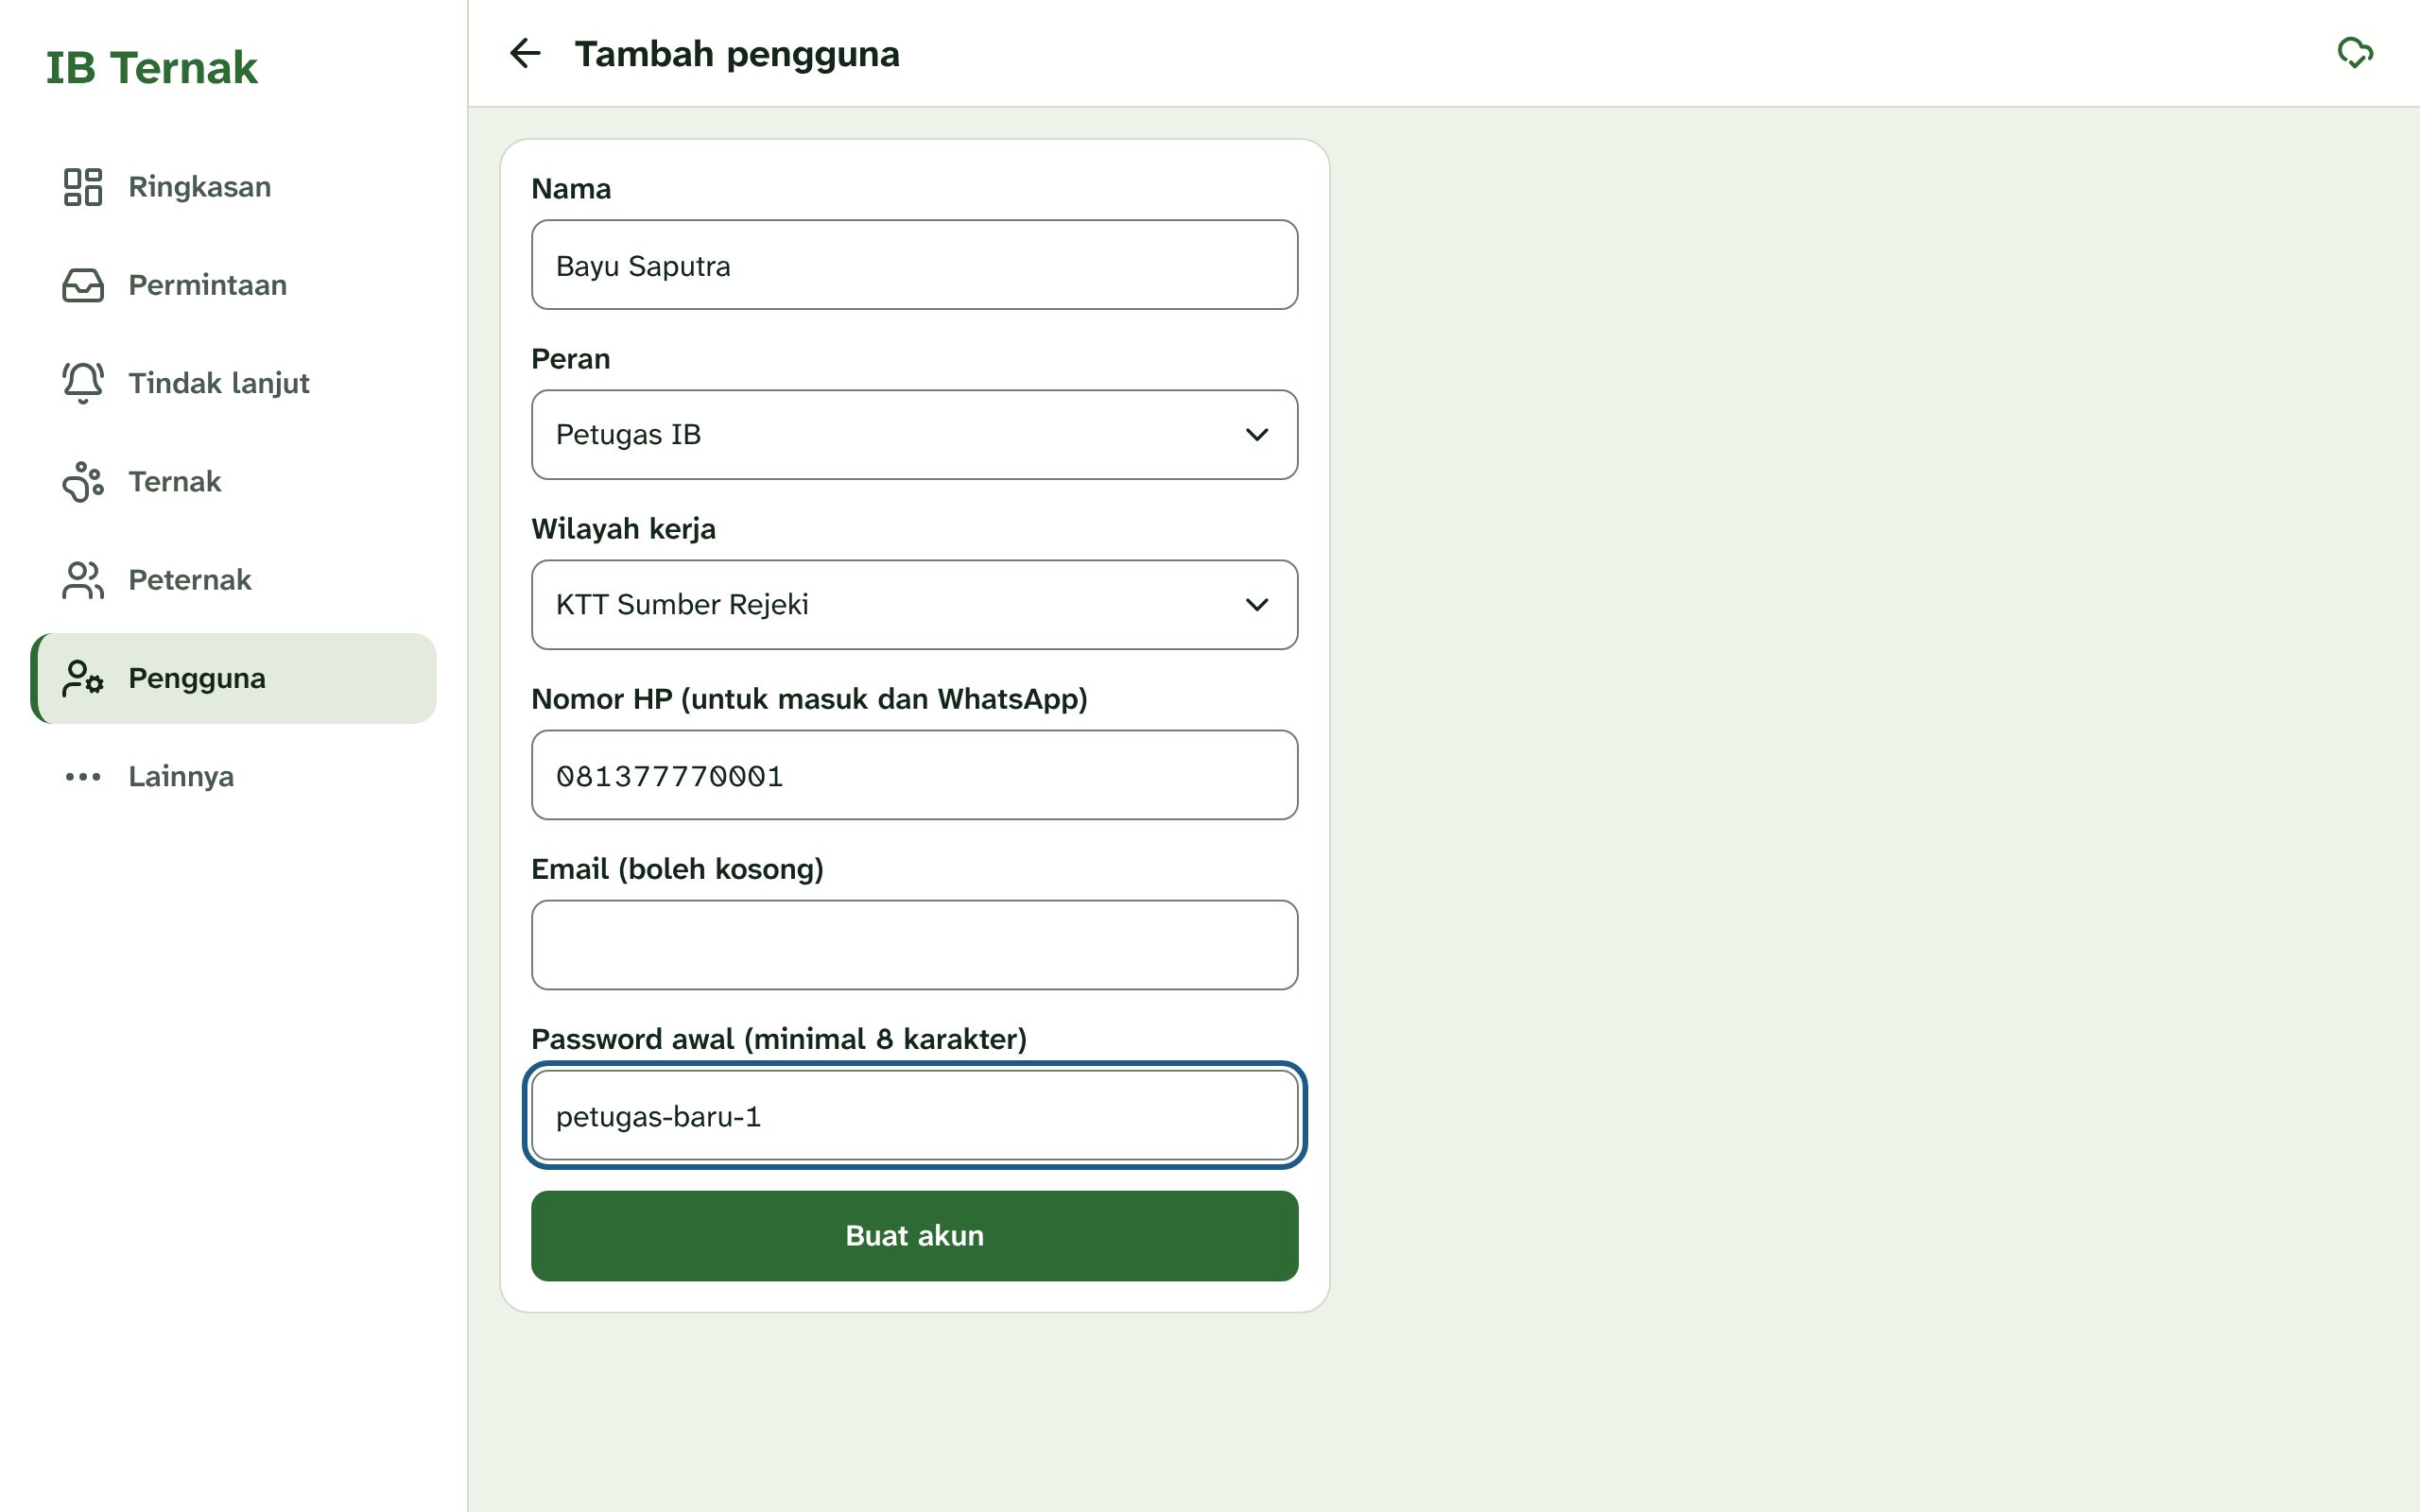 IB Ternak
Ringkasan
Permintaan
Tindak lanjut
Ternak
Peternak
Pengguna
Lainnya
Tambah pengguna
Nama
Bayu Saputra
Peran
Petugas IB
Wilayah kerja
KTT Sumber Rejeki
Nomor HP (untuk masuk dan WhatsApp)
081377770001
Email (boleh kosong)
Password awal (minimal 8 karakter)
petugas-baru-1
Buat akun